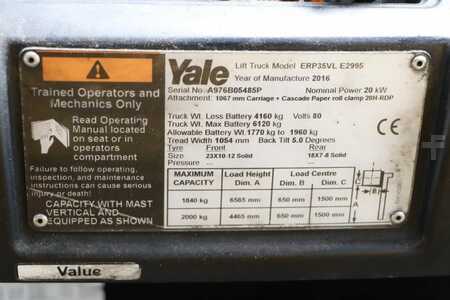 Trained Operators and
Mechanics Only
Read Operating
Manual located
on seat or in
operators
compartment
Failure to follow operating,
inspection, and maintenance
instructions can cause serious
injury or death!
CAPACITY WITH MAST
VERTICAL AND
EQUIPPED AS SHOWN
Yale
Lift Truck Model ERP35VL E2995
Year of Manufacture 2016
Serial No. A976B05485P Nominal Power 20 kW
Attachment: 1067 mm Carriage + Cascade Paper roll clamp 20H-RDP
Truck Wt. Less Battery 4160 kg Volts 80
Truck Wt. Max Battery 6120 kg
Allowable Battery Wt. 1770 kg to 1960 kg
Tread Width 1054 mm Back Tilt 5.0 Degrees
Tyre Front Rear
Size 23X10-12 Solid 18X7-8 Solid
MAXIMUM CAPACITY Load Height Dim. A Load Centre Dim. B Dim. C
1840 kg 6565 mm 650 mm 1500 mm
2000 kg 4465 mm 650 mm 1500 mm
CE
A
B
Value